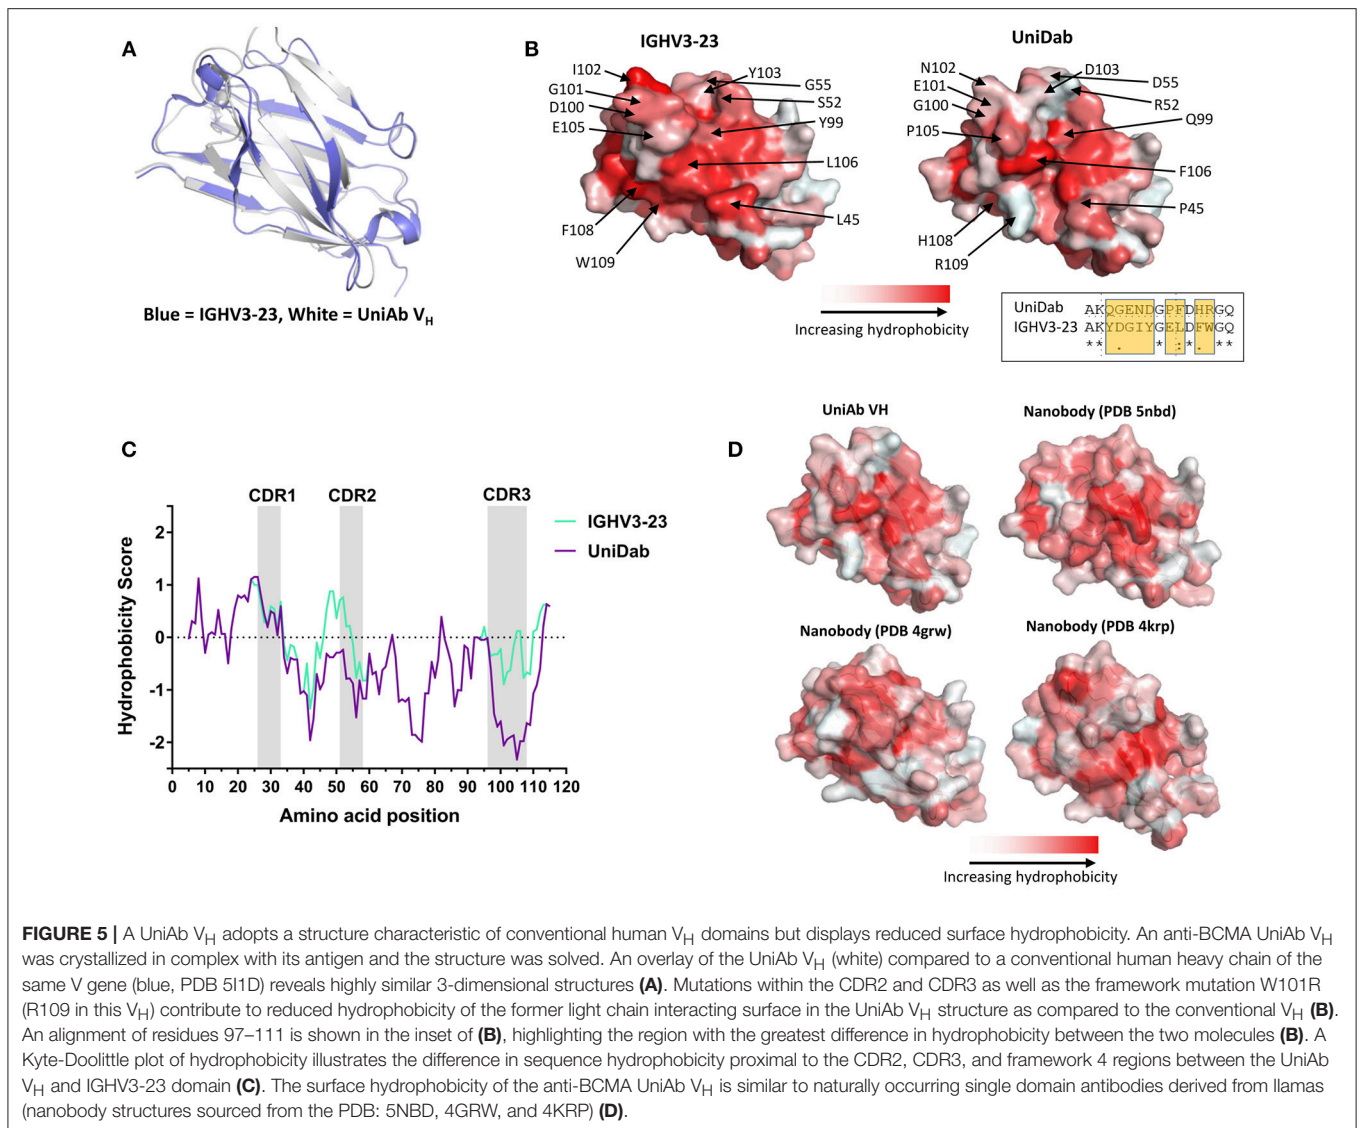 A
Blue = IGHV3-23, White = UniAb VH
B
IGHV3-23
I102
G101
D100
E105
Y103
G55
S52
Y99
L106
L45
F108
W109
UniDab
N102
E101
G100
P105
D103
D55
R52
Q99
F106
P45
H108
R109
Increasing hydrophobicity
UniDab AKQGENDGPFDHRGQ
IGHV3-23 AKYDGIYGELDFWGQ
** . * :*. **
C
CDR1 CDR2 CDR3
IGHV3-23
UniDab
Hydrophobicity Score
2
1
0
-1
-2
0 10 20 30 40 50 60 70 80 90 100 110 120
Amino acid position
D
UniAb VH
Nanobody (PDB 5nbd)
Nanobody (PDB 4grw)
Nanobody (PDB 4krp)
Increasing hydrophobicity
FIGURE 5 | A UniAb VH adopts a structure characteristic of conventional human VH domains but displays reduced surface hydrophobicity. An anti-BCMA UniAb VH
was crystallized in complex with its antigen and the structure was solved. An overlay of the UniAb VH (white) compared to a conventional human heavy chain of the
same V gene (blue, PDB 5I1D) reveals highly similar 3-dimensional structures (A). Mutations within the CDR2 and CDR3 as well as the framework mutation W101R
(R109 in this VH) contribute to reduced hydrophobicity of the former light chain interacting surface in the UniAb VH structure as compared to the conventional VH (B).
An alignment of residues 97–111 is shown in the inset of (B), highlighting the region with the greatest difference in hydrophobicity between the two molecules (B). A
Kyte-Doolittle plot of hydrophobicity illustrates the difference in sequence hydrophobicity proximal to the CDR2, CDR3, and framework 4 regions between the UniAb
VH and IGHV3-23 domain (C). The surface hydrophobicity of the anti-BCMA UniAb VH is similar to naturally occurring single domain antibodies derived from llamas
(nanobody structures sourced from the PDB: 5NBD, 4GRW, and 4KRP) (D).